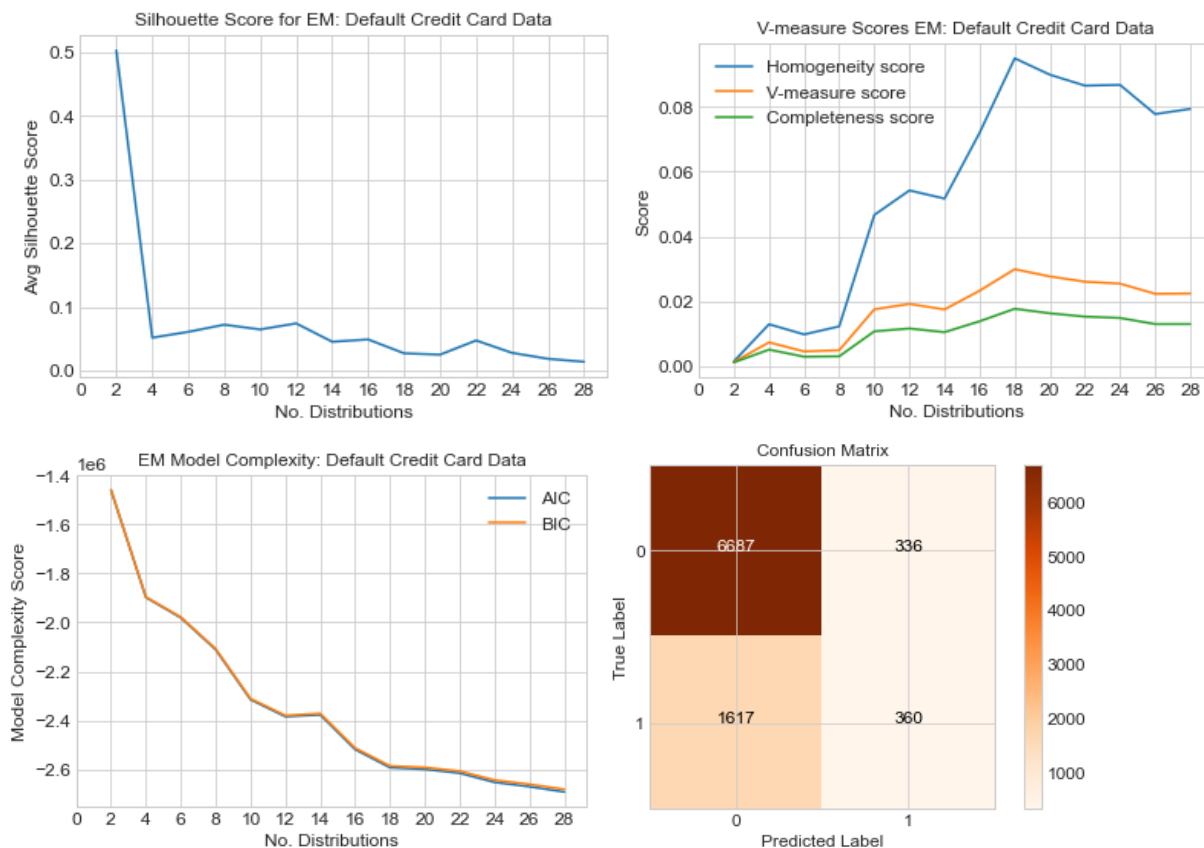 Silhouette Score for EM: Default Credit Card Data
0.5
0.4
0.3
0.2
0.1
0.0
Avg Silhouette Score
0 2 4 6 8 10 12 14 16 18 20 22 24 26 28
No. Distributions
V-measure Scores EM: Default Credit Card Data
Homogeneity score
V-measure score
Completeness score
0.08
0.06
0.04
0.02
0.00
Score
0 2 4 6 8 10 12 14 16 18 20 22 24 26 28
No. Distributions
EM Model Complexity: Default Credit Card Data
1e6
AIC
BIC
−1.4
−1.6
−1.8
−2.0
−2.2
−2.4
−2.6
Model Complexity Score
0 2 4 6 8 10 12 14 16 18 20 22 24 26 28
No. Distributions
Confusion Matrix
0
6687 336
1
1617 360
True Label
0 1
Predicted Label
6000
5000
4000
3000
2000
1000